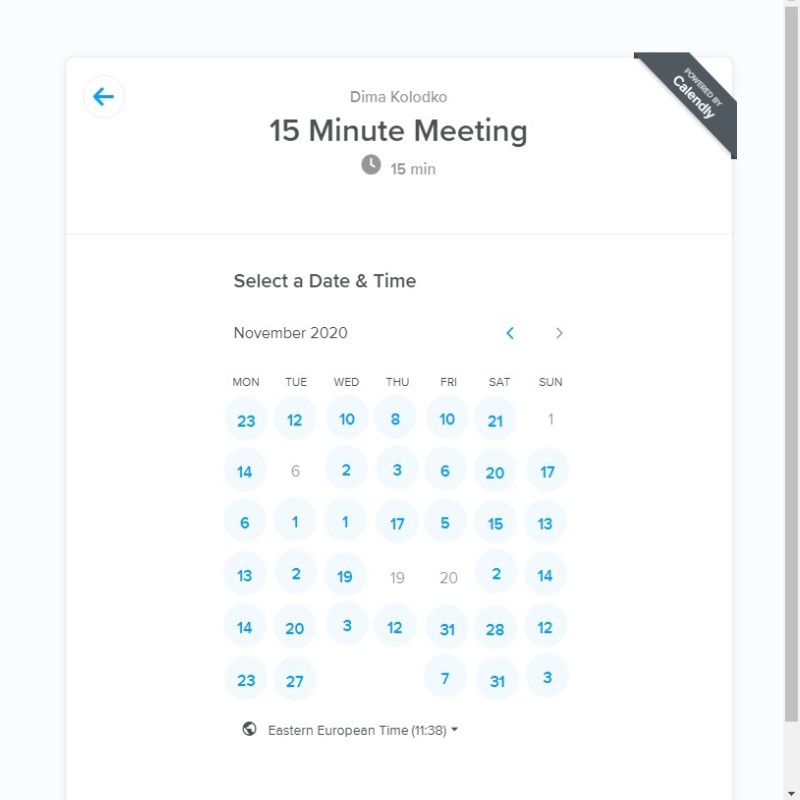 POWERED BY
Calendly
Dima Kolodko
15 Minute Meeting
15 min
Select a Date & Time
November 2020
MON TUE WED THU FRI SAT SUN
23 12 10 8 10 21 1
14 6 2 3 6 20 17
6 1 1 17 5 15 13
13 2 19 19 20 2 14
14 20 3 12 31 28 12
23 27 7 31 3
Eastern European Time (11:38)